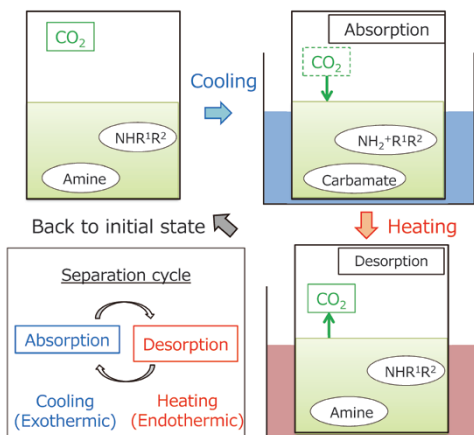 CO₂
NHR¹R²
Amine
Cooling
Absorption
CO₂
NH₂⁺R¹R²
Carbamate
Back to initial state
Heating
Separation cycle
Absorption
Desorption
Cooling
(Exothermic)
Heating
(Endothermic)
Desorption
CO₂
NHR¹R²
Amine